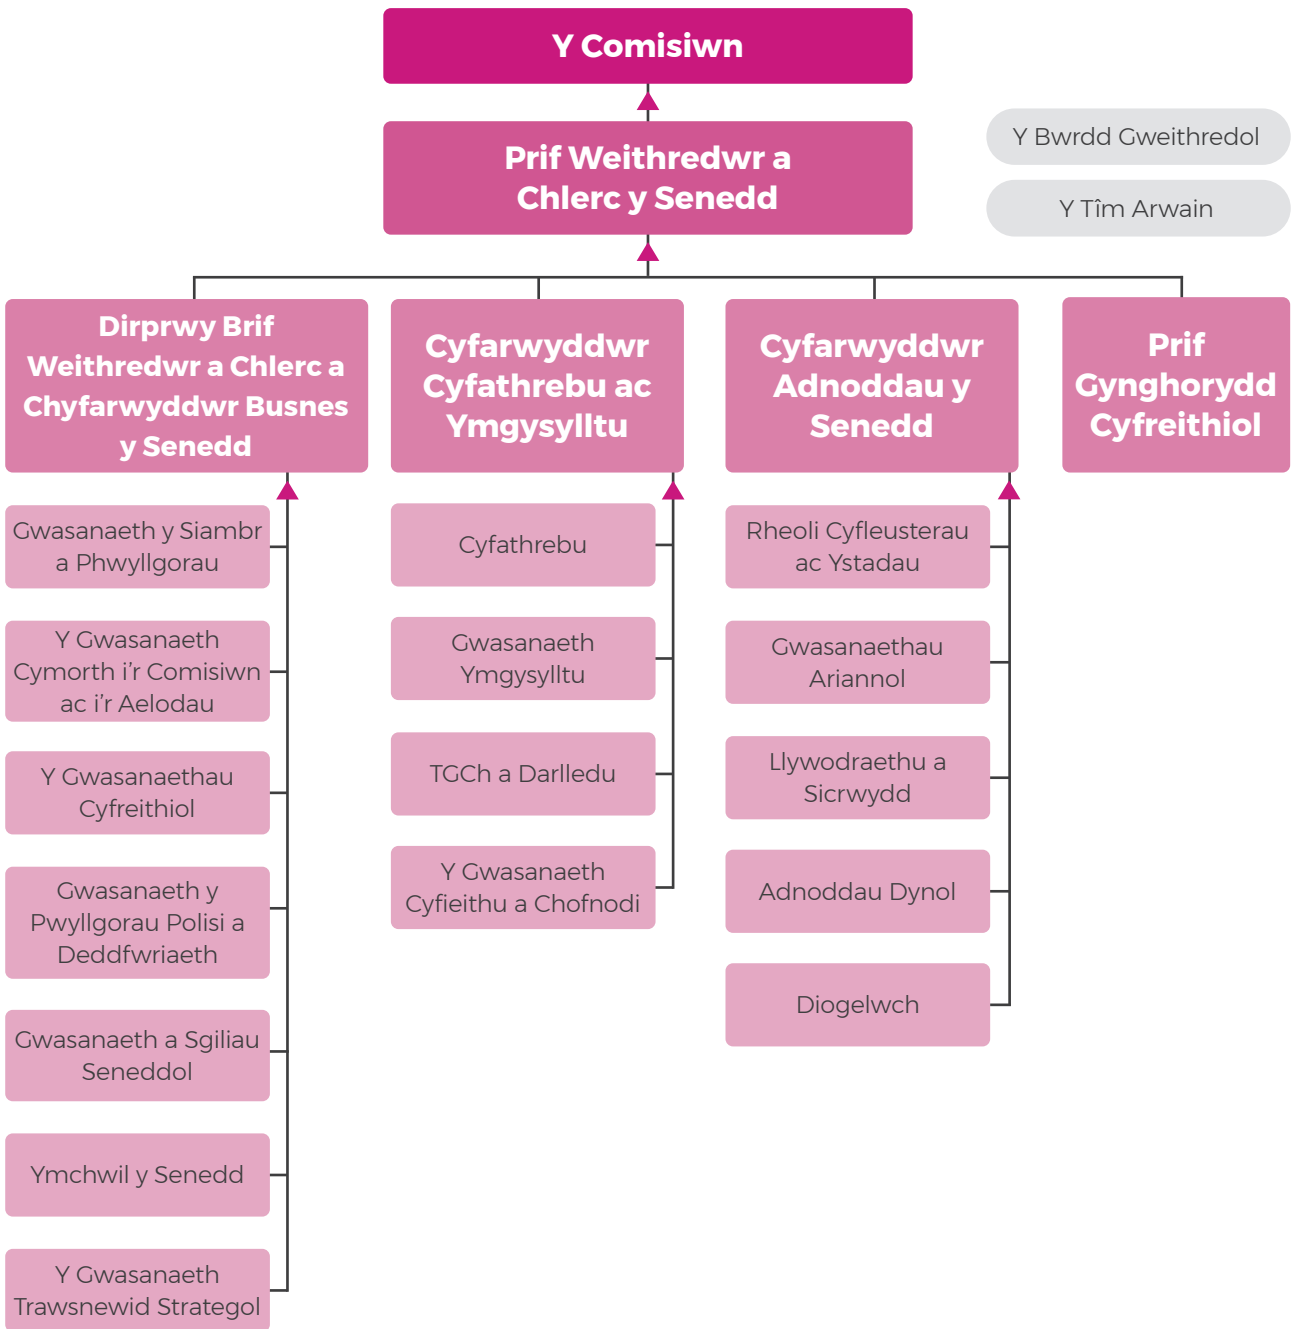 Y Comisiwn
Prif Weithredwr a
Chlerc y Senedd
Y Bwrdd Gweithredol
Y Tîm Arwain
Dirprwy Brif
Weithredwr a Chlerc a
Chyfarwyddwr Busnes
y Senedd
Gwasanaeth y Siambr
a Phwyllgorau
Y Gwasanaeth
Cymorth i’r Comisiwn
ac i’r Aelodau
Y Gwasanaethau
Cyfreithiol
Gwasanaeth y
Pwyllgorau Polisi a
Deddfwriaeth
Gwasanaeth a Sgiliau
Seneddol
Ymchwil y Senedd
Y Gwasanaeth
Trawsnewid Strategol
Cyfarwyddwr
Cyfathrebu ac
Ymgysylltu
Cyfathrebu
Gwasanaeth
Ymgysylltu
TGCh a Darlledu
Y Gwasanaeth
Cyfieithu a Chofnodi
Cyfarwyddwr
Adnoddau y
Senedd
Rheoli Cyfleusterau
ac Ystadau
Gwasanaethau
Ariannol
Llywodraethu a
Sicrwydd
Adnoddau Dynol
Diogelwch
Prif
Gynghorydd
Cyfreithiol